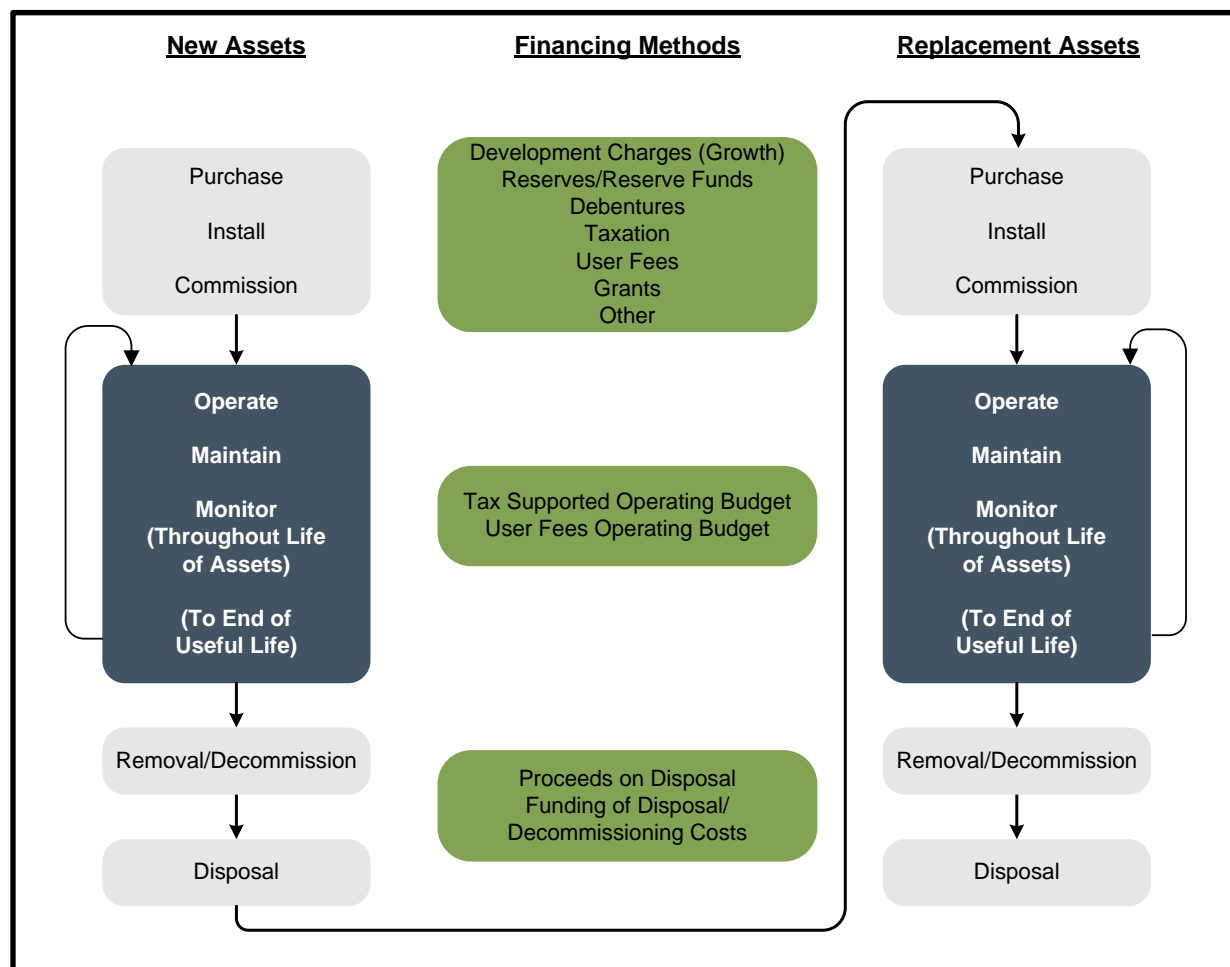 New Assets
Financing Methods
Replacement Assets
Purchase
Install
Commission
Operate
Maintain
Monitor
(Throughout Life
of Assets)
(To End of
Useful Life)
Removal/Decommission
Disposal
Development Charges (Growth)
Reserves/Reserve Funds
Debentures
Taxation
User Fees
Grants
Other
Tax Supported Operating Budget
User Fees Operating Budget
Proceeds on Disposal
Funding of Disposal/
Decommissioning Costs
Purchase
Install
Commission
Operate
Maintain
Monitor
(Throughout Life
of Assets)
(To End of
Useful Life)
Removal/Decommission
Disposal